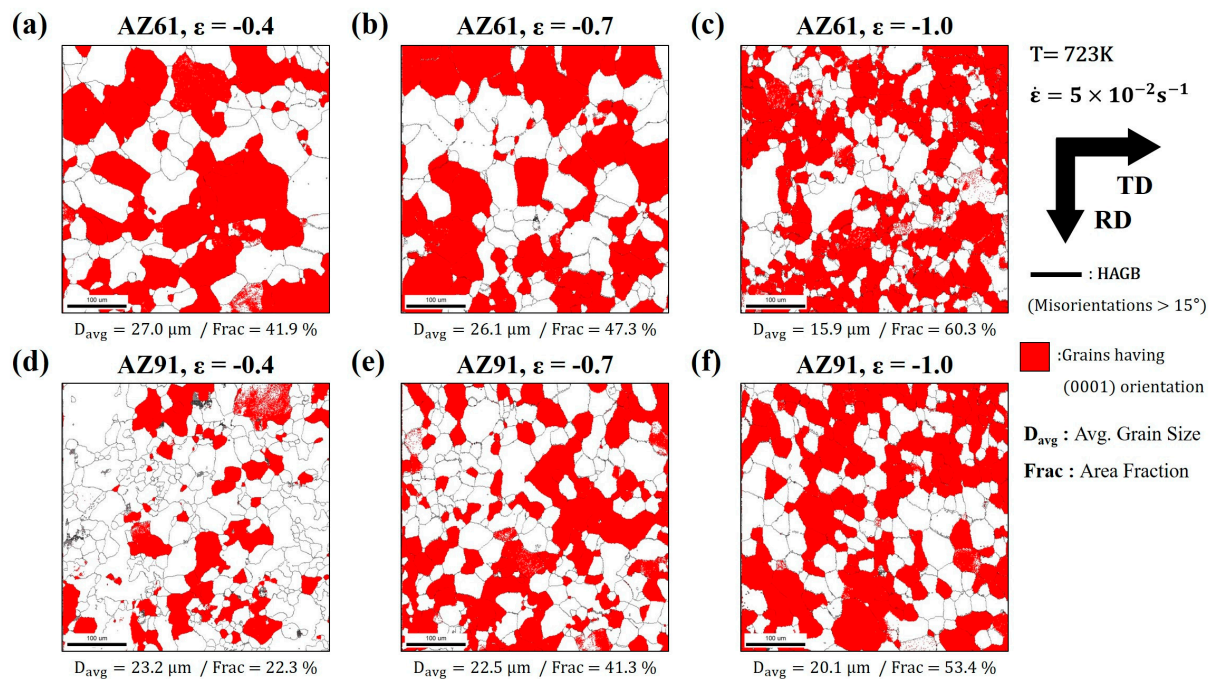 (a) AZ61, ε = -0.4
(b) AZ61, ε = -0.7
(c) AZ61, ε = -1.0
100 um
100 um
100 um
D_avg = 27.0 μm / Frac = 41.9 %
D_avg = 26.1 μm / Frac = 47.3 %
D_avg = 15.9 μm / Frac = 60.3 %
T= 723K
ε̇ = 5 × 10⁻²s⁻¹
TD
RD
: HAGB
(Misorientations > 15°)
:Grains having
(0001) orientation
D_avg : Avg. Grain Size
Frac : Area Fraction
(d) AZ91, ε = -0.4
(e) AZ91, ε = -0.7
(f) AZ91, ε = -1.0
100 um
100 um
100 um
D_avg = 23.2 μm / Frac = 22.3 %
D_avg = 22.5 μm / Frac = 41.3 %
D_avg = 20.1 μm / Frac = 53.4 %